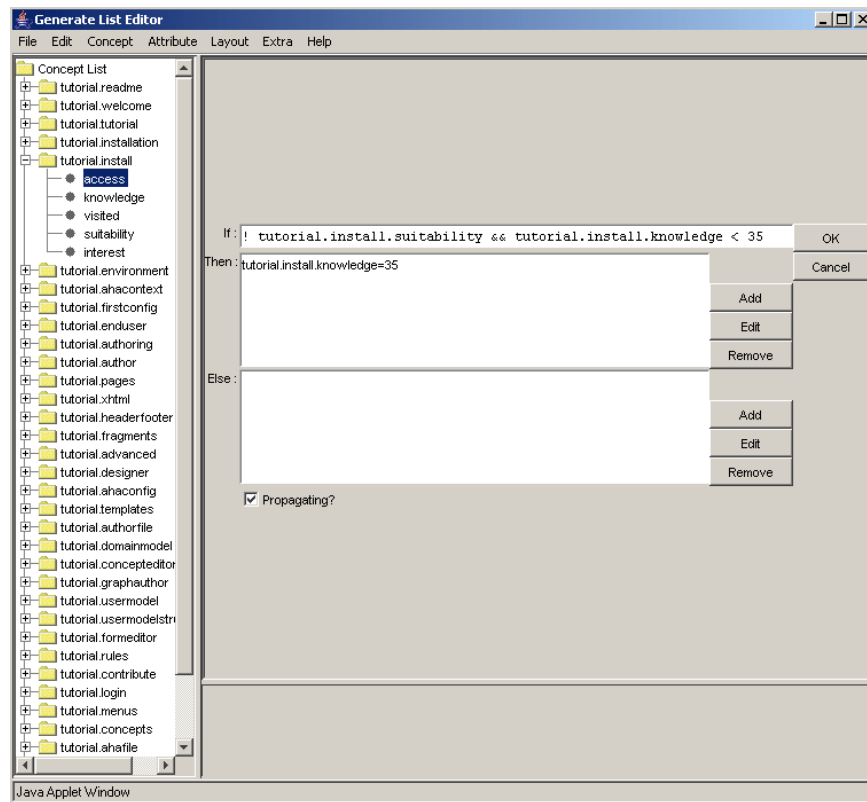 Generate List Editor
File Edit Concept Attribute Layout Extra Help
Concept List
tutorial.readme
tutorial.welcome
tutorial.tutorial
tutorial.installation
tutorial.install
access
knowledge
visited
suitability
interest
tutorial.environment
tutorial.ahacontext
tutorial.firstconfig
tutorial.enduser
tutorial.authoring
tutorial.author
tutorial.pages
tutorial.xhtml
tutorial.headerfooter
tutorial.fragments
tutorial.advanced
tutorial.designer
tutorial.ahaconfig
tutorial.templates
tutorial.authorfile
tutorial.domainmodel
tutorial.concepteditor
tutorial.graphauthor
tutorial.usermodel
tutorial.usermodelstr
tutorial.formeditor
tutorial.rules
tutorial.contribute
tutorial.login
tutorial.menus
tutorial.concepts
tutorial.ahafile
If : ! tutorial.install.suitability && tutorial.install.knowledge < 35 OK
Then : tutorial.install.knowledge=35 Cancel
Add
Edit
Remove
Else :
Add
Edit
Remove
Propagating?
Java Applet Window